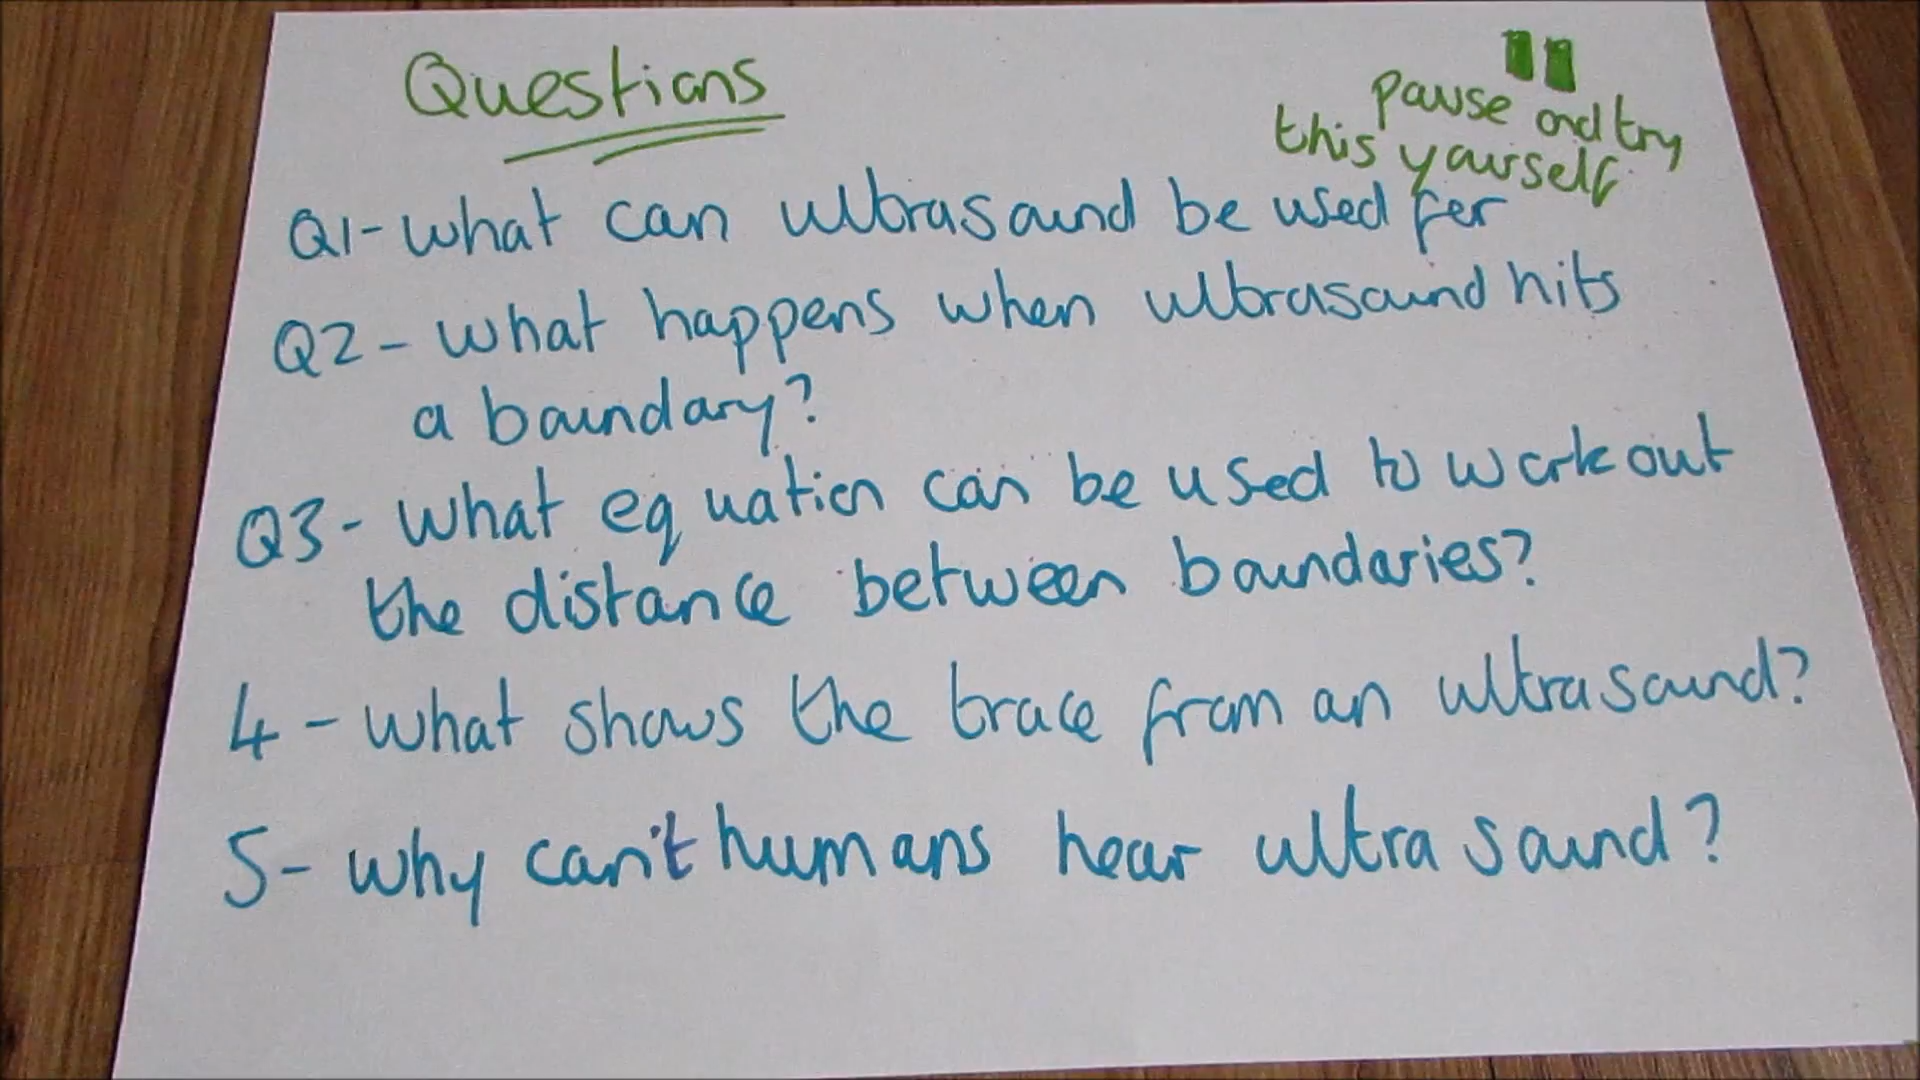 Questions
pause and try
this yourself
Q1-what can ultrasound be used for
Q2 - what happens when ultrasound hits
a boundary?
Q3 - what equation can be used to work out
the distance between boundaries?
4 - what shows the trace from an ultrasound?
5 - why can't humans hear ultrasound?